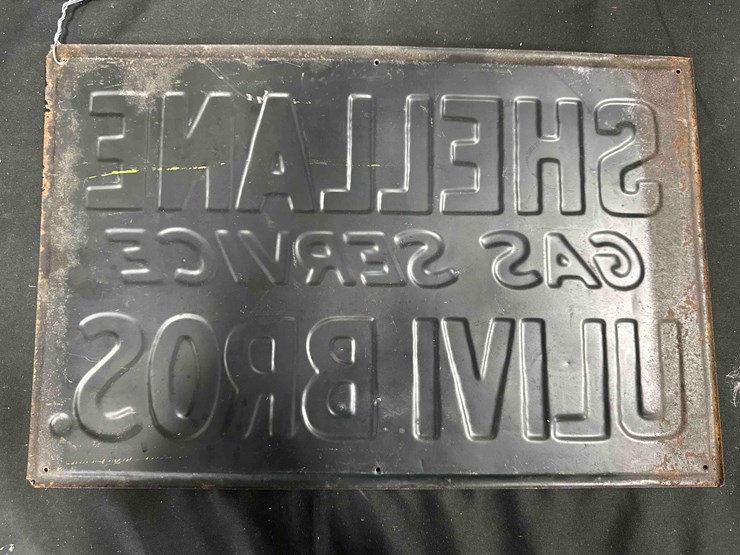 SHELLANE
GAS SERVICE
ULIVI BROS.